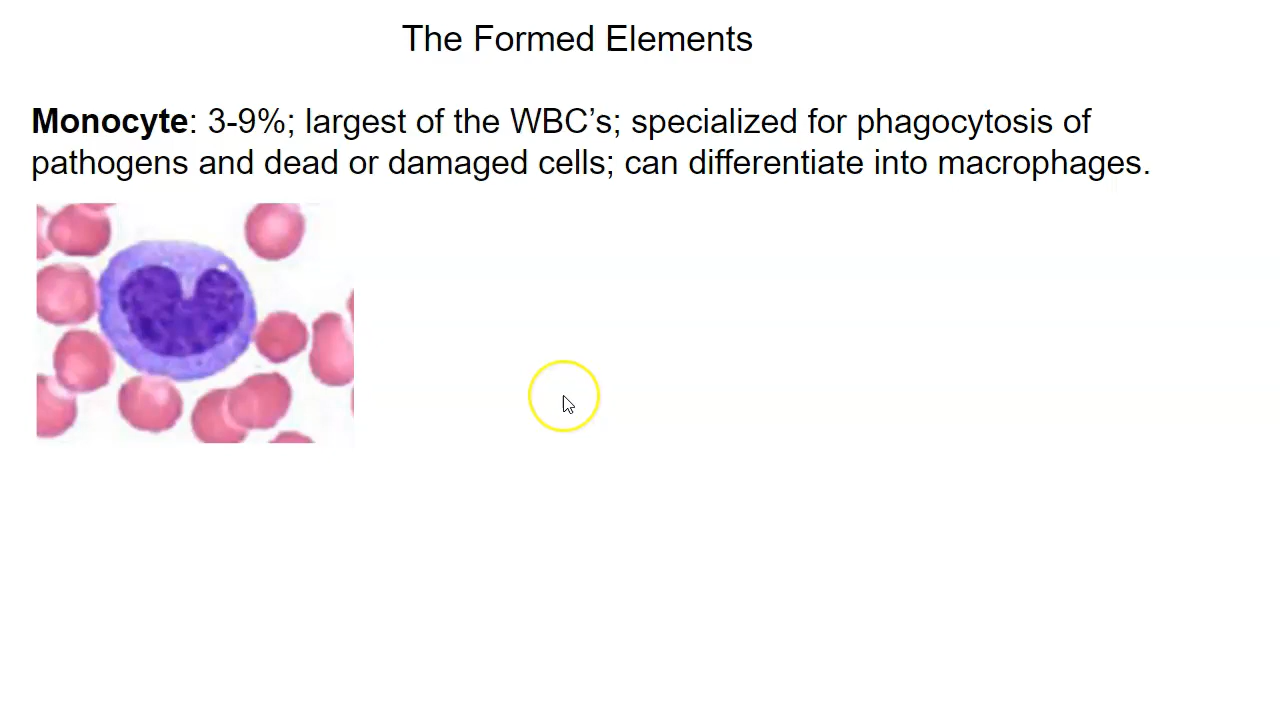 The Formed Elements
Monocyte: 3-9%; largest of the WBC’s; specialized for phagocytosis of
pathogens and dead or damaged cells; can differentiate into macrophages.